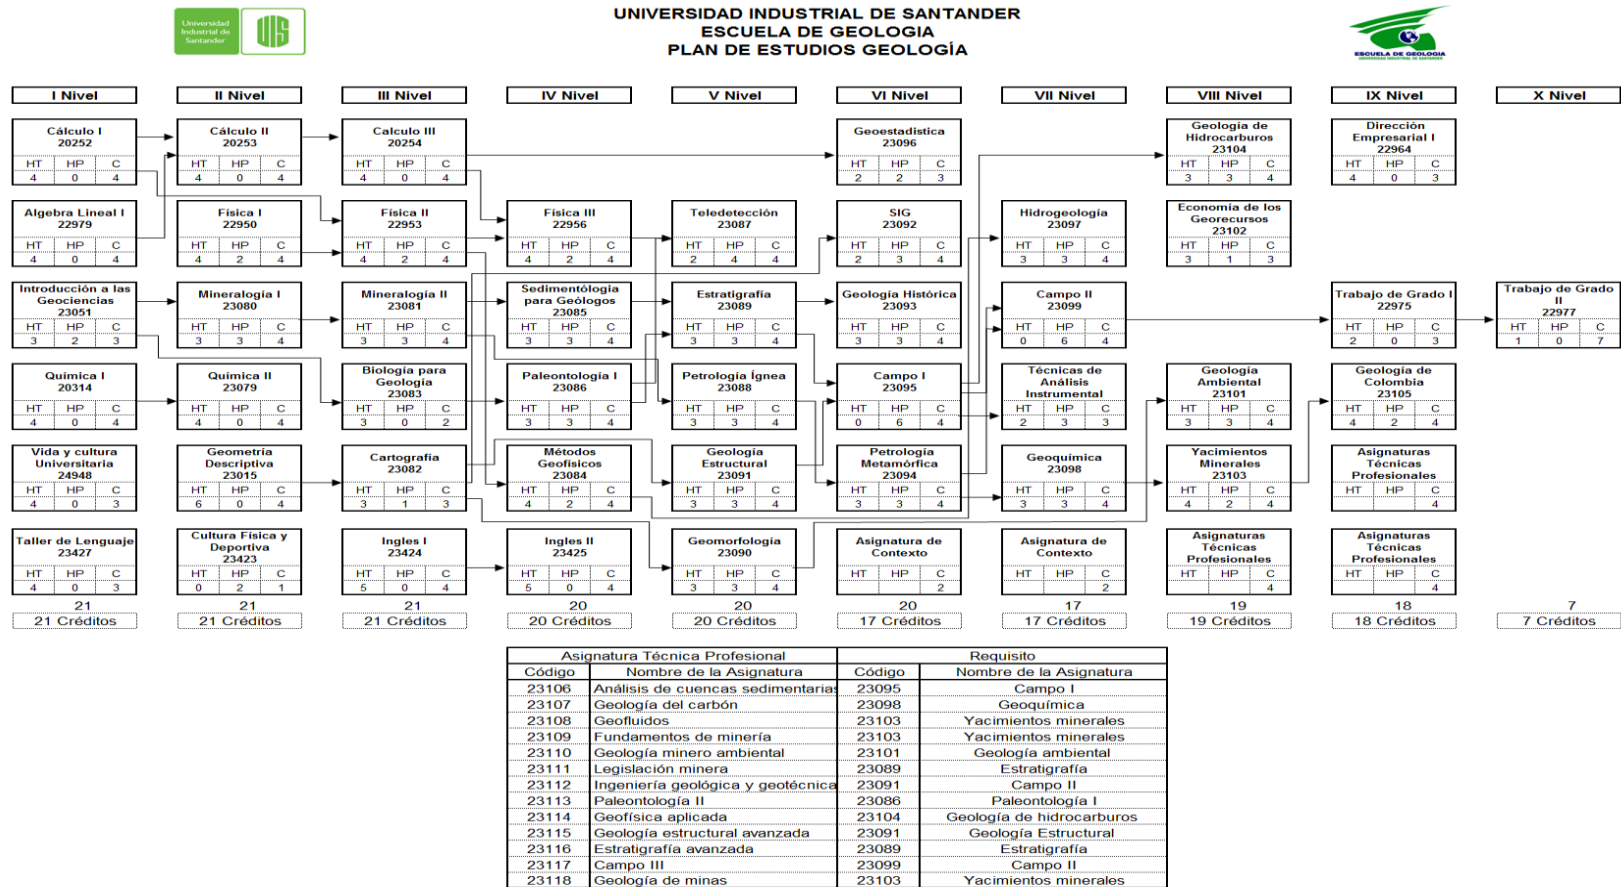 Universidad
Industrial de
Santander
UIS
UNIVERSIDAD INDUSTRIAL DE SANTANDER
ESCUELA DE GEOLOGIA
PLAN DE ESTUDIOS GEOLOGÍA
ESCUELA DE GEOLOGIA
UNIVERSIDAD INDUSTRIAL DE SANTANDER
I Nivel
Cálculo I
20252
HT HP C
4 0 4
Algebra Lineal I
22979
HT HP C
4 0 4
Introducción a las
Geociencias
23051
HT HP C
3 2 3
Química I
20314
HT HP C
4 0 4
Vida y cultura
Universitaria
24948
HT HP C
4 0 3
Taller de Lenguaje
23427
HT HP C
4 0 3
21
21 Créditos
II Nivel
Cálculo II
20253
HT HP C
4 0 4
Física I
22950
HT HP C
4 2 4
Mineralogía I
23080
HT HP C
3 3 4
Química II
23079
HT HP C
4 0 4
Geometría
Descriptiva
23015
HT HP C
6 0 4
Cultura Física y
Deportiva
23423
HT HP C
0 2 1
21
21 Créditos
III Nivel
Calculo III
20254
HT HP C
4 0 4
Física II
22953
HT HP C
4 2 4
Mineralogía II
23081
HT HP C
3 3 4
Biología para
Geología
23083
HT HP C
3 0 2
Cartografía
23082
HT HP C
3 1 3
Ingles I
23424
HT HP C
5 0 4
21
21 Créditos
IV Nivel
Física III
22956
HT HP C
4 2 4
Sedimentólogia
para Geólogos
23085
HT HP C
3 3 4
Paleontología I
23086
HT HP C
3 3 4
Métodos
Geofísicos
23084
HT HP C
4 2 4
Ingles II
23425
HT HP C
5 0 4
20
20 Créditos
V Nivel
Teledetección
23087
HT HP C
2 4 4
Estratigrafía
23089
HT HP C
3 3 4
Petrología Ígnea
23088
HT HP C
3 3 4
Geología
Estructural
23091
HT HP C
3 3 4
Geomorfología
23090
HT HP C
3 3 4
20
20 Créditos
VI Nivel
Geoestadistica
23096
HT HP C
2 2 3
SIG
23092
HT HP C
2 3 4
Geología Histórica
23093
HT HP C
3 3 4
Campo I
23095
HT HP C
0 6 4
Petrología
Metamórfica
23094
HT HP C
3 3 4
Asignatura de
Contexto
HT HP C
2
20
17 Créditos
VII Nivel
Hidrogeología
23097
HT HP C
3 3 4
Campo II
23099
HT HP C
0 6 4
Técnicas de
Análisis
Instrumental
HT HP C
2 3 3
Geoquímica
23098
HT HP C
3 3 4
Asignatura de
Contexto
HT HP C
2
17
17 Créditos
VIII Nivel
Geología de
Hidrocarburos
23104
HT HP C
3 3 4
Economía de los
Georecursos
23102
HT HP C
3 1 3
Geología
Ambiental
23101
HT HP C
3 3 4
Yacimientos
Minerales
23103
HT HP C
4 2 4
Asignaturas
Técnicas
Profesionales
HT HP C
4
19
19 Créditos
IX Nivel
Dirección
Empresarial I
22964
HT HP C
4 0 3
Trabajo de Grado I
22975
HT HP C
2 0 3
Geología de
Colombia
23105
HT HP C
4 2 4
Asignaturas
Técnicas
Profesionales
HT HP C
4
Asignaturas
Técnicas
Profesionales
HT HP C
4
18
18 Créditos
X Nivel
Trabajo de Grado
II
22977
HT HP C
1 0 7
7
7 Créditos
Asignatura Técnica Profesional Requisito
Código Nombre de la Asignatura Código Nombre de la Asignatura
23106 Análisis de cuencas sedimentarias 23095 Campo I
23107 Geología del carbón 23098 Geoquímica
23108 Geofluidos 23103 Yacimientos minerales
23109 Fundamentos de minería 23103 Yacimientos minerales
23110 Geología minero ambiental 23101 Geología ambiental
23111 Legislación minera 23089 Estratigrafía
23112 Ingeniería geológica y geotécnica 23091 Campo II
23113 Paleontología II 23086 Paleontología I
23114 Geofísica aplicada 23104 Geología de hidrocarburos
23115 Geología estructural avanzada 23091 Geología Estructural
23116 Estratigrafía avanzada 23089 Estratigrafía
23117 Campo III 23099 Campo II
23118 Geología de minas 23103 Yacimientos minerales